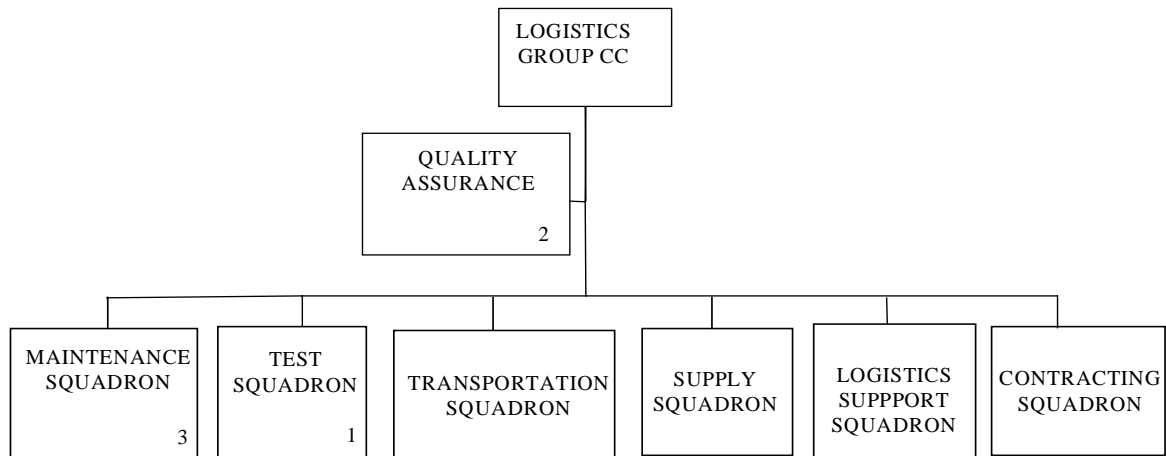 LOGISTICS
GROUP CC
QUALITY
ASSURANCE
2
MAINTENANCE
SQUADRON
3
TEST
SQUADRON
1
TRANSPORTATION
SQUADRON
SUPPLY
SQUADRON
LOGISTICS
SUPPPORT
SQUADRON
CONTRACTING
SQUADRON